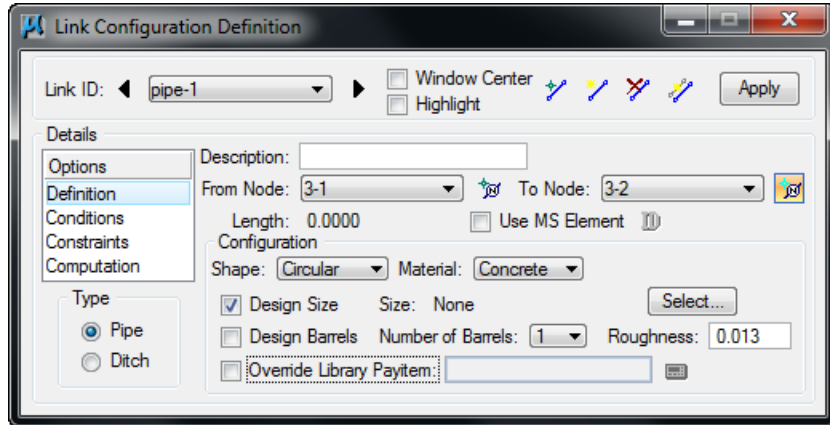 Link Configuration Definition
Link ID: pipe-1 Window Center Apply
Highlight
Details
Options
Definition
Conditions
Constraints
Computation
Description:
From Node: 3-1 To Node: 3-2
Length: 0.0000 Use MS Element
Configuration
Shape: Circular Material: Concrete
Design Size Size: None Select...
Design Barrels Number of Barrels: 1 Roughness: 0.013
Override Library Payitem:
Type
Pipe
Ditch